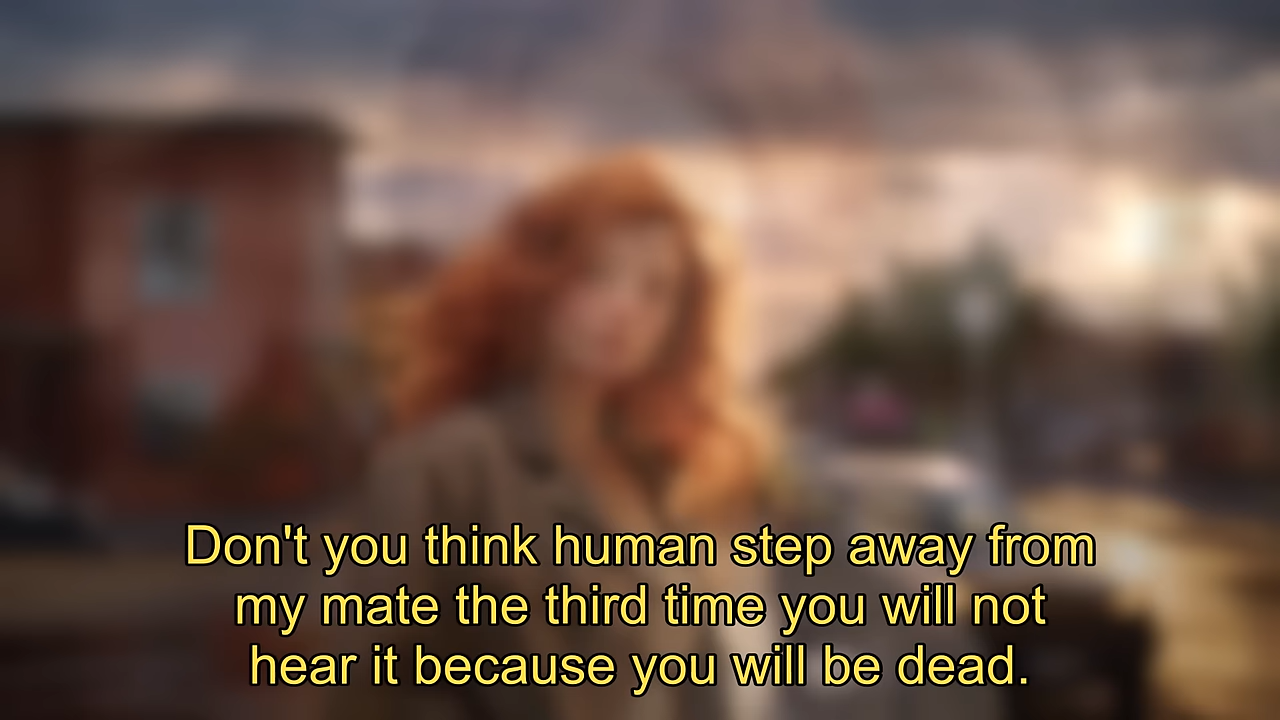 Don't you think human step away from
my mate the third time you will not
hear it because you will be dead.